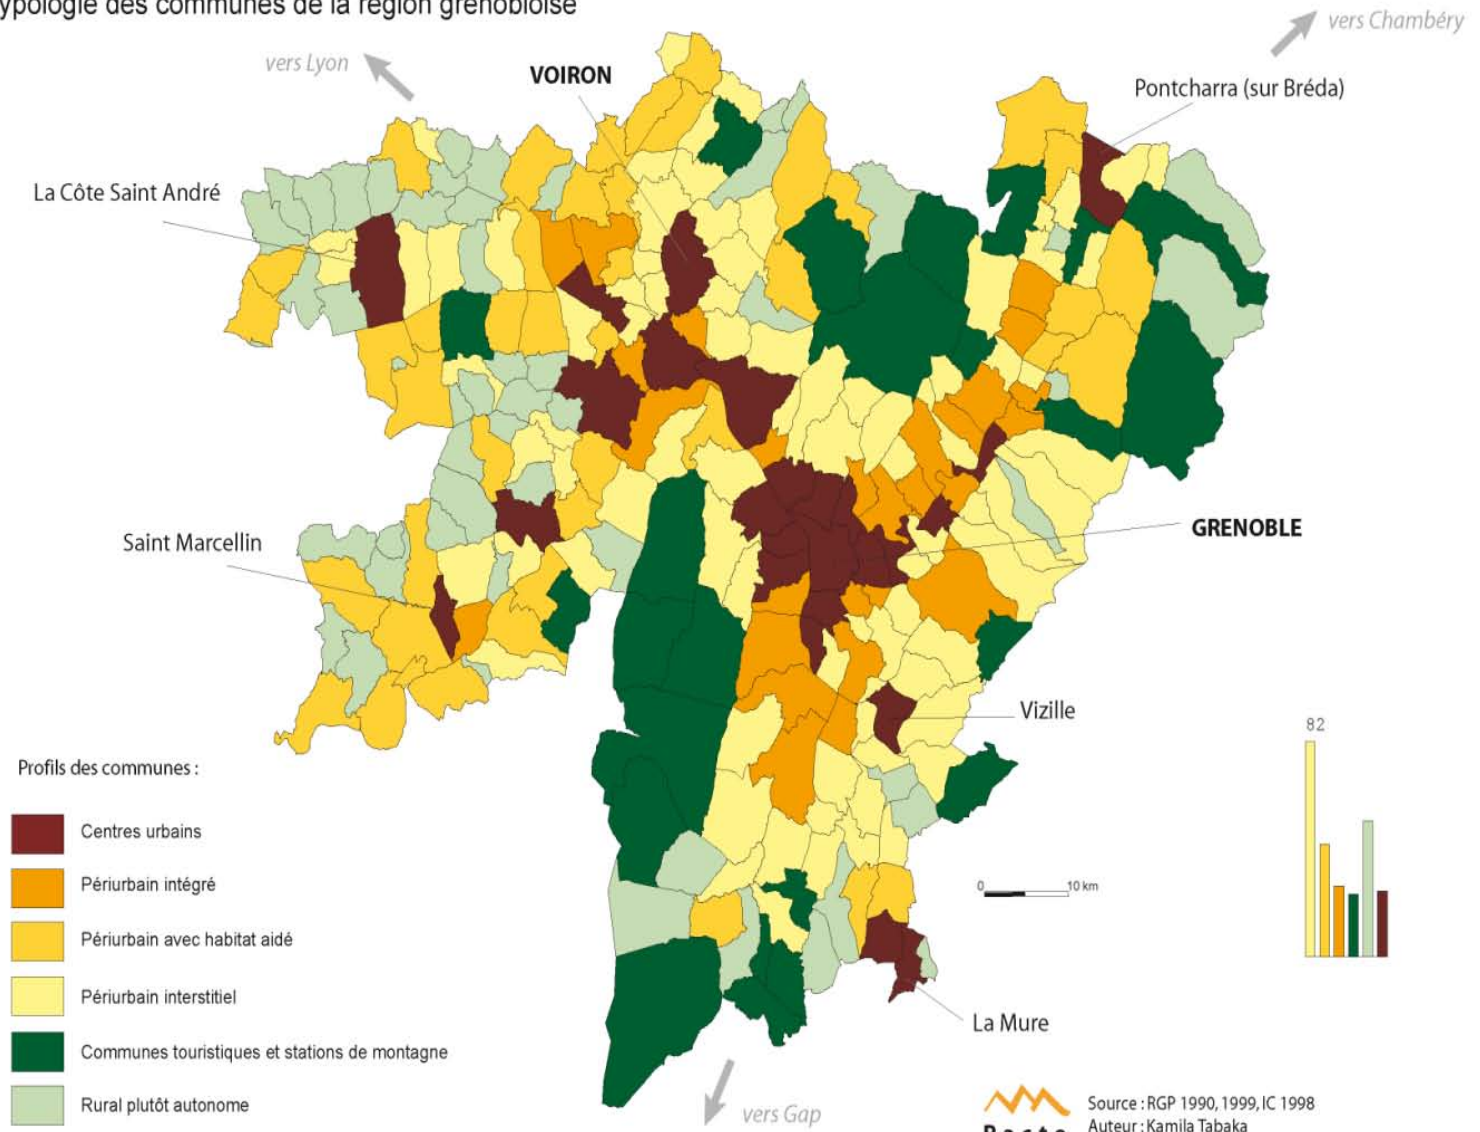 ypologie des communes de la région grenobloise
vers Chambéry
vers Lyon
VOIRON
Pontcharra (sur Bréda)
La Côte Saint André
GRENOBLE
Saint Marcellin
Vizille
82
Profils des communes :
Centres urbains
Périurbain intégré
0 10 km
Périurbain avec habitat aidé
Périurbain interstitiel
La Mure
Communes touristiques et stations de montagne
Rural plutôt autonome
vers Gap
Source : RGP 1990, 1999, IC 1998
Auteur : Kamila Tabaka